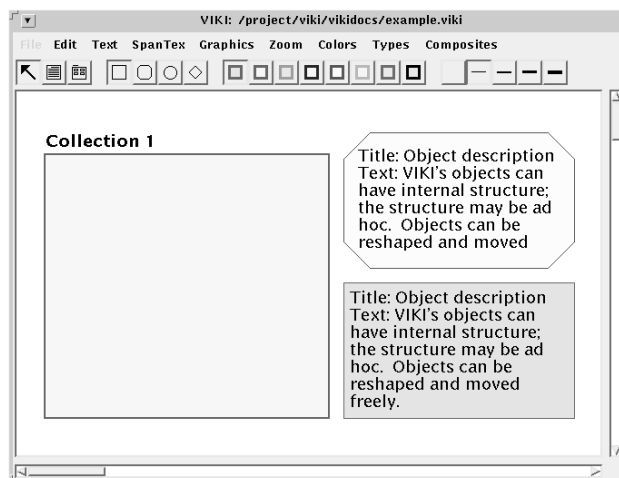 VIKI: /project/viki/vikidocs/example.viki
File Edit Text SpanTex Graphics Zoom Colors Types Composites
Collection 1
Title: Object description
Text: VIKI's objects can
have internal structure;
the structure may be ad
hoc. Objects can be
reshaped and moved
Title: Object description
Text: VIKI's objects can
have internal structure;
the structure may be ad
hoc. Objects can be
reshaped and moved
freely.